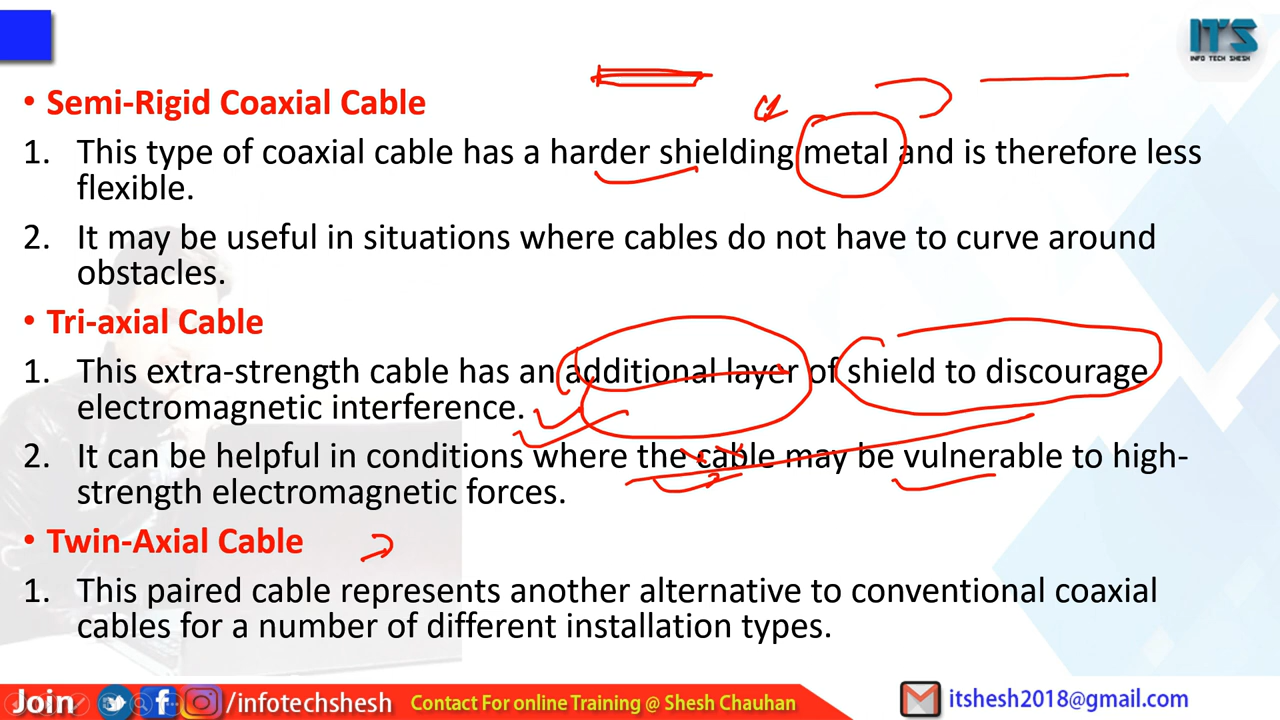 ITS
INFO TECH SHESH
• Semi-Rigid Coaxial Cable
1. This type of coaxial cable has a harder shielding metal and is therefore less
flexible.
2. It may be useful in situations where cables do not have to curve around
obstacles.
• Tri-axial Cable
1. This extra-strength cable has an additional layer of shield to discourage
electromagnetic interference.
2. It can be helpful in conditions where the cable may be vulnerable to high-
strength electromagnetic forces.
• Twin-Axial Cable
1. This paired cable represents another alternative to conventional coaxial
cables for a number of different installation types.
Join /infotechshesh Contact For online Training @ Shesh Chauhan itshesh2018@gmail.com